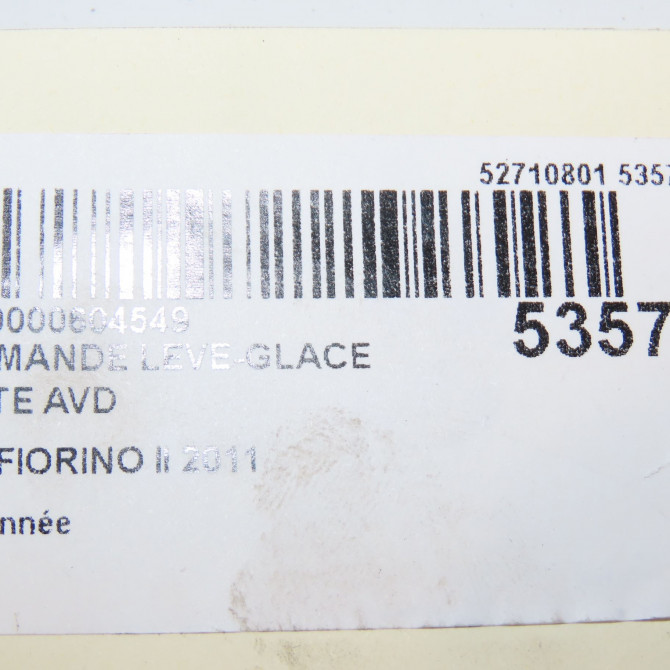 52710801 5357
0000604549
5357
MANDE LEVE-GLACE
TE AVD
FIORINO II 2011
nnée